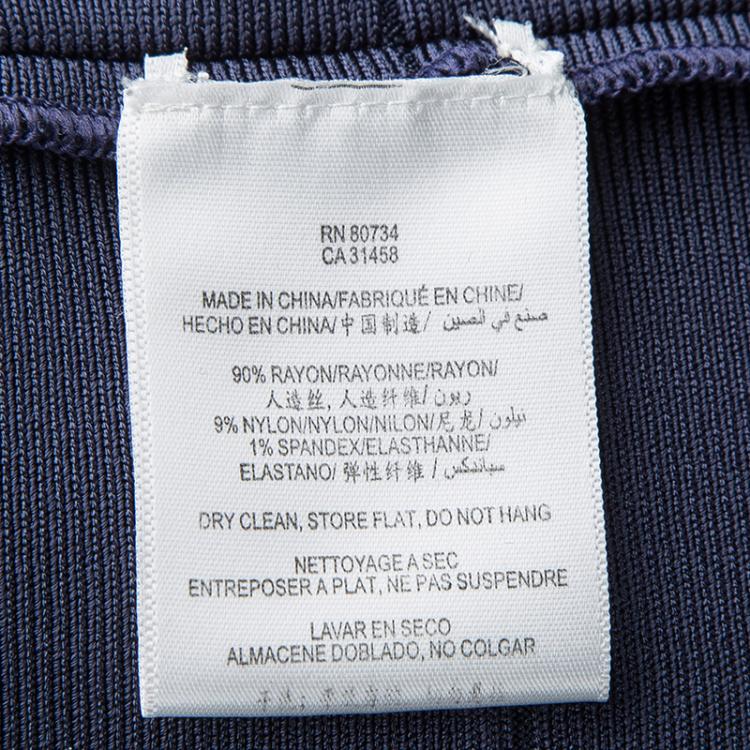 RN 80734
CA 31458
MADE IN CHINA/FABRIQUÉ EN CHINE/
HECHO EN CHINA/中国制造/ صنع في الصين
90% RAYON/RAYONNE/RAYON/
人造丝, 人造纤维/ ريون/
9% NYLON/NYLON/NILON/尼龙/ نيلون/
1% SPANDEX/ELASTHANNE/
ELASTANO/ 弹性纤维 / سباندكس
DRY CLEAN, STORE FLAT, DO NOT HANG
NETTOYAGE A SEC
ENTREPOSER A PLAT, NE PAS SUSPENDRE
LAVAR EN SECO
ALMACENE DOBLADO, NO COLGAR